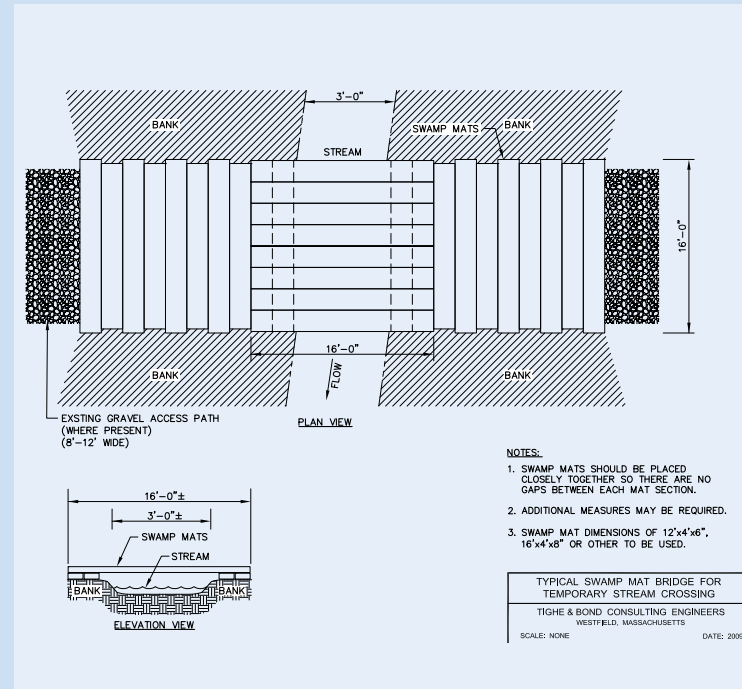 3'-0"
BANK
SWAMP MATS
BANK
STREAM
16'-0"
16'-0"
BANK
FLOW
BANK
EXSTING GRAVEL ACCESS PATH
(WHERE PRESENT)
(8'-12' WIDE)
PLAN VIEW
NOTES:
1. SWAMP MATS SHOULD BE PLACED
CLOSELY TOGETHER SO THERE ARE NO
GAPS BETWEEN EACH MAT SECTION.
2. ADDITIONAL MEASURES MAY BE REQUIRED.
3. SWAMP MAT DIMENSIONS OF 12'x4'x6",
16'x4'x8" OR OTHER TO BE USED.
16'-0"±
3'-0"±
SWAMP MATS
STREAM
BANK
BANK
ELEVATION VIEW
TYPICAL SWAMP MAT BRIDGE FOR
TEMPORARY STREAM CROSSING
TIGHE & BOND CONSULTING ENGINEERS
WESTFIELD, MASSACHUSETTS
SCALE: NONE
DATE: 2009